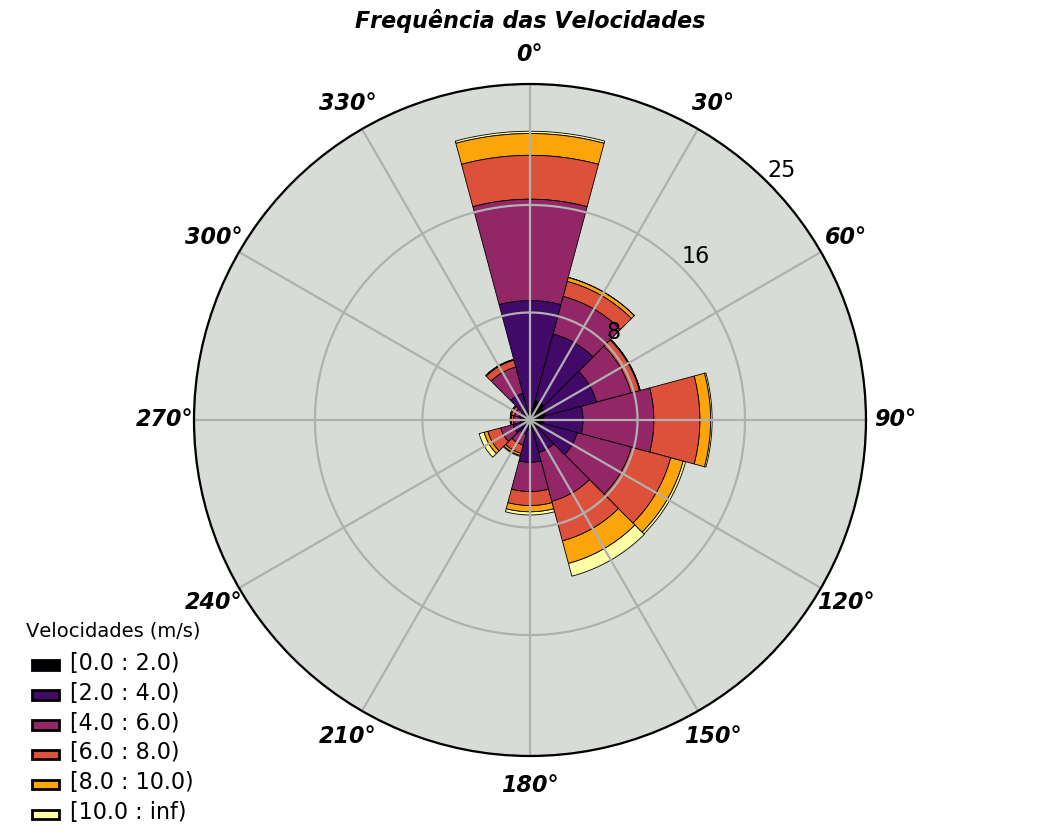 Frequência das Velocidades
0°
330°
30°
25
300°
60°
16
8
270°
90°
240°
120°
210°
150°
180°
Velocidades (m/s)
[0.0 : 2.0)
[2.0 : 4.0)
[4.0 : 6.0)
[6.0 : 8.0)
[8.0 : 10.0)
[10.0 : inf)